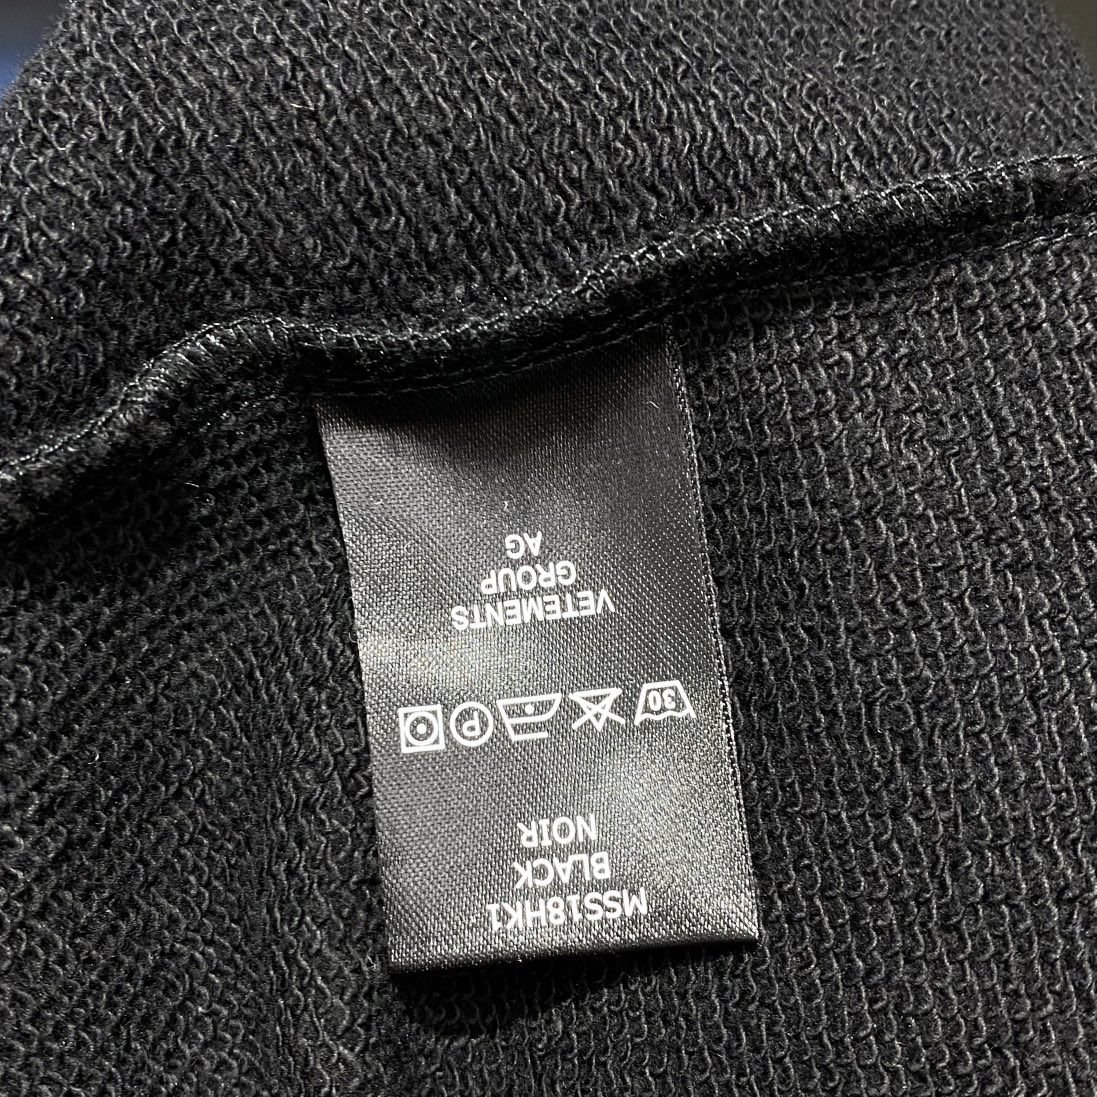 MSS18HK1
BLACK
NOIR
30 P
VETEMENTS
GROUP
AG